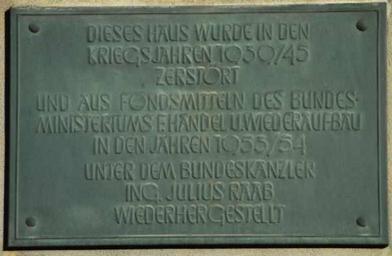 DIESES HAUS WURDE IN DEN
KRIEGSJAHREN 1939/45
ZERSTÖRT
UND AUS FONDSMITTELN DES BUNDES-
MINISTERIUMS F. HANDEL U. WIEDERAUFBAU
IN DEN JAHREN 1953/54
UNTER DEM BUNDESKANZLER
ING. JULIUS RAAB
WIEDERHERGESTELLT